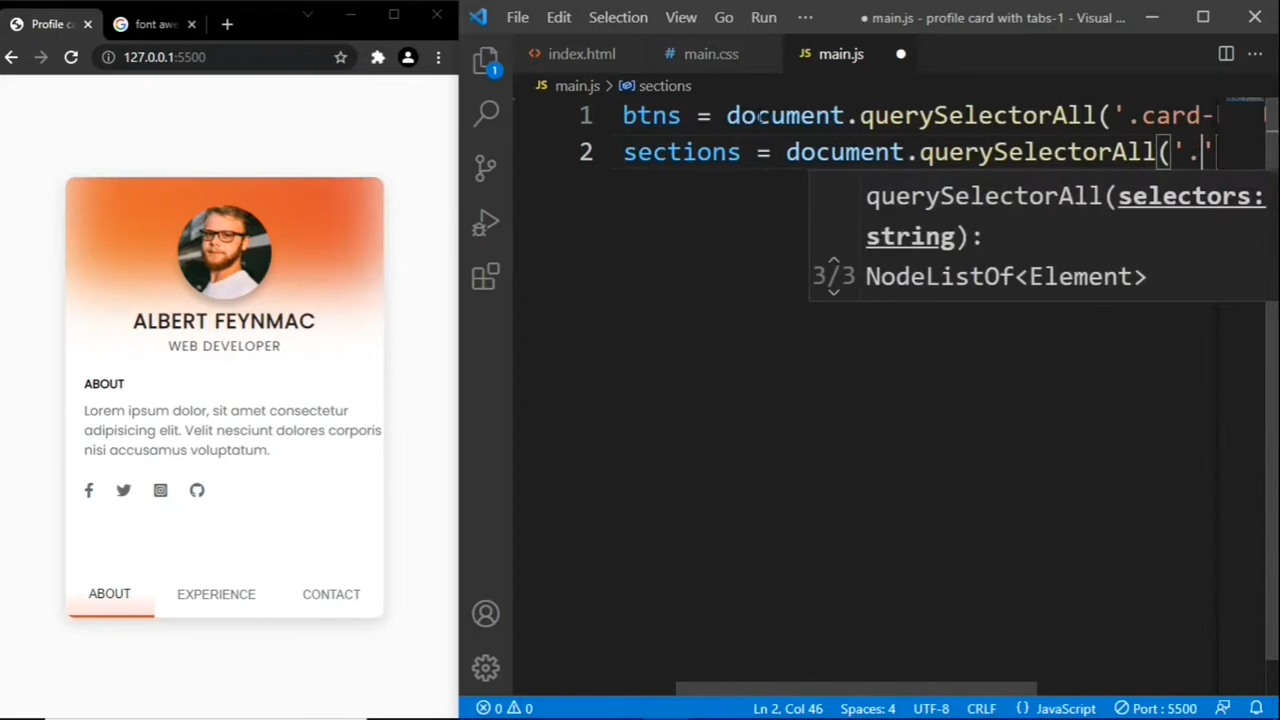 Profile ca
font awe
127.0.0.1:5500
ALBERT FEYNMAC
WEB DEVELOPER
ABOUT
Lorem ipsum dolor, sit amet consectetur
adipisicing elit. Velit nesciunt dolores corporis
nisi accusamus voluptatum.
ABOUT EXPERIENCE CONTACT
File Edit Selection View Go Run ··· ● main.js - profile card with tabs-1 - Visual ...
index.html # main.css JS main.js ●
JS main.js > sections
1 btns = document.querySelectorAll('.card-
2 sections = document.querySelectorAll('.'
querySelectorAll(selectors:
string):
3/3 NodeListOf<Element>
1
0 0 Ln 2, Col 46 Spaces: 4 UTF-8 CRLF {} JavaScript Port : 5500